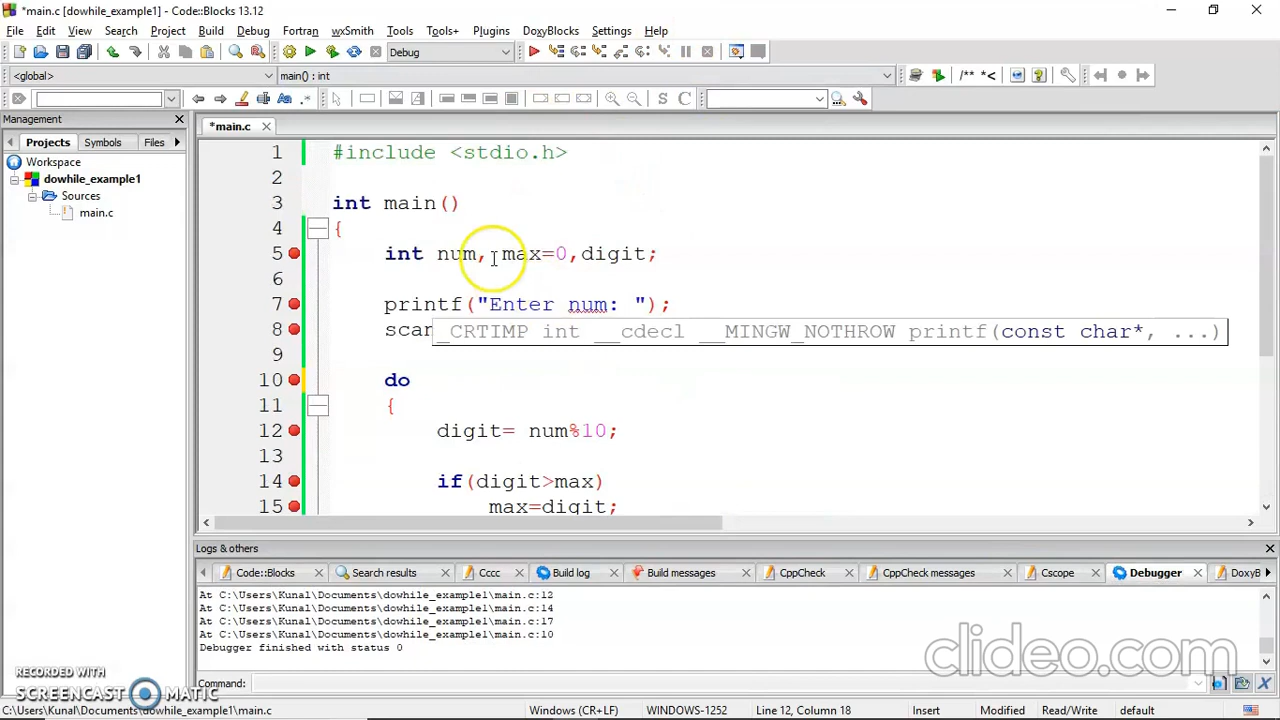 *main.c [dowhile_example1] - Code::Blocks 13.12
File Edit View Search Project Build Debug Fortran wxSmith Tools Tools+ Plugins DoxyBlocks Settings Help
Debug
<global> main() : int
/** *<
Aa .*
S C
Management
Projects Symbols Files
Workspace
dowhile_example1
Sources
main.c
*main.c
1 #include <stdio.h>
2
3 int main()
4 {
5 int num, max=0,digit;
6
7 printf("Enter num: ");
8 scan
_CRTIMP int __cdecl __MINGW_NOTHROW printf(const char*, ...)
9
10 do
11 {
12 digit= num%10;
13
14 if(digit>max)
15 max=digit;
Logs & others
Code::Blocks Search results Cccc Build log Build messages CppCheck CppCheck messages Cscope Debugger DoxyB
At C:\Users\Kunal\Documents\dowhile_example1\main.c:12
At C:\Users\Kunal\Documents\dowhile_example1\main.c:14
At C:\Users\Kunal\Documents\dowhile_example1\main.c:17
At C:\Users\Kunal\Documents\dowhile_example1\main.c:10
Debugger finished with status 0
Command:
clideo.com
RECORDED WITH
SCREENCAST MATIC
C:\Users\Kunal\Documents\dowhile_example1\main.c Windows (CR+LF) WINDOWS-1252 Line 12, Column 18 Insert Modified Read/Write default